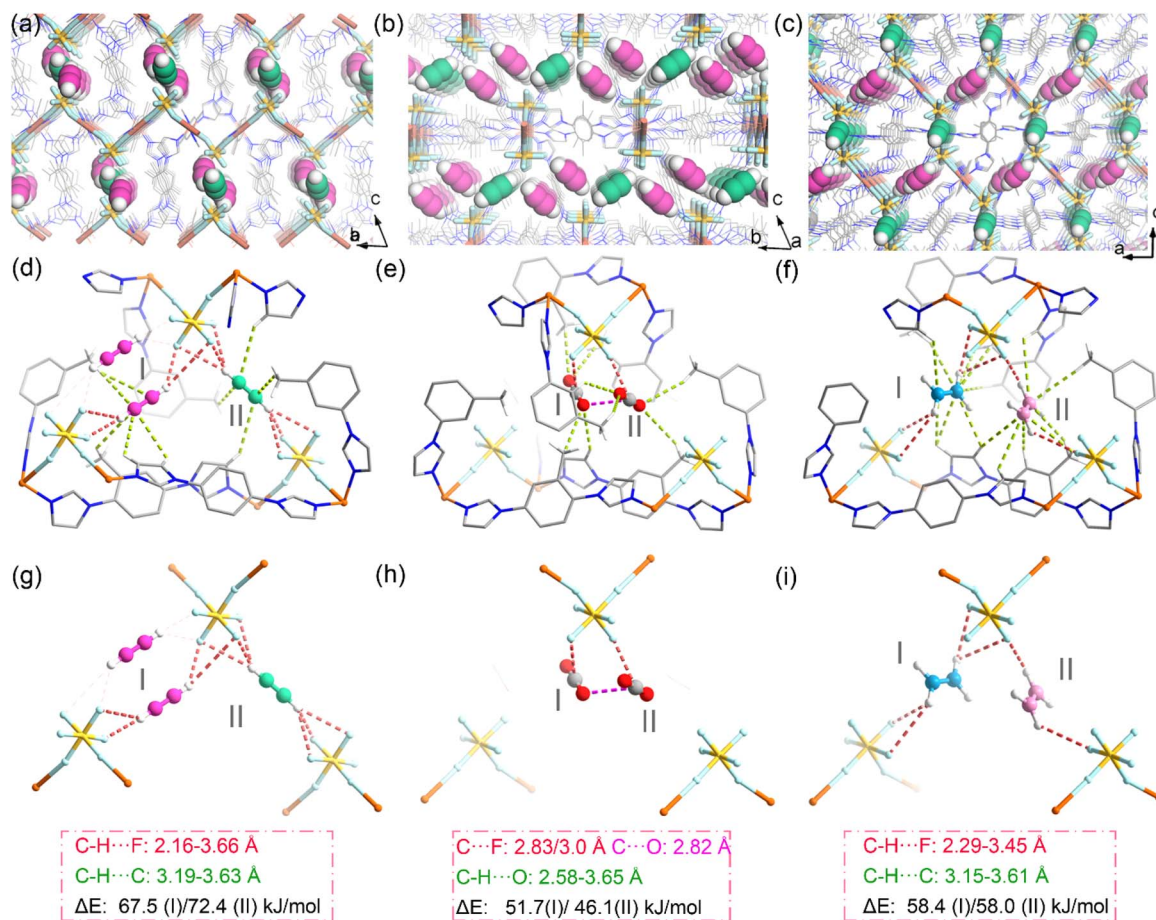 (a)
(b)
(c)
c
a
c
b
a
c
a
(d)
(e)
(f)
I
II
I
II
I
II
(g)
(h)
(i)
I
II
I
II
I
II
C-H···F: 2.16-3.66 Å
C-H···C: 3.19-3.63 Å
ΔE: 67.5 (I)/72.4 (II) kJ/mol
C···F: 2.83/3.0 Å C···O: 2.82 Å
C-H···O: 2.58-3.65 Å
ΔE: 51.7(I)/ 46.1(II) kJ/mol
C-H···F: 2.29-3.45 Å
C-H···C: 3.15-3.61 Å
ΔE: 58.4 (I)/58.0 (II) kJ/mol